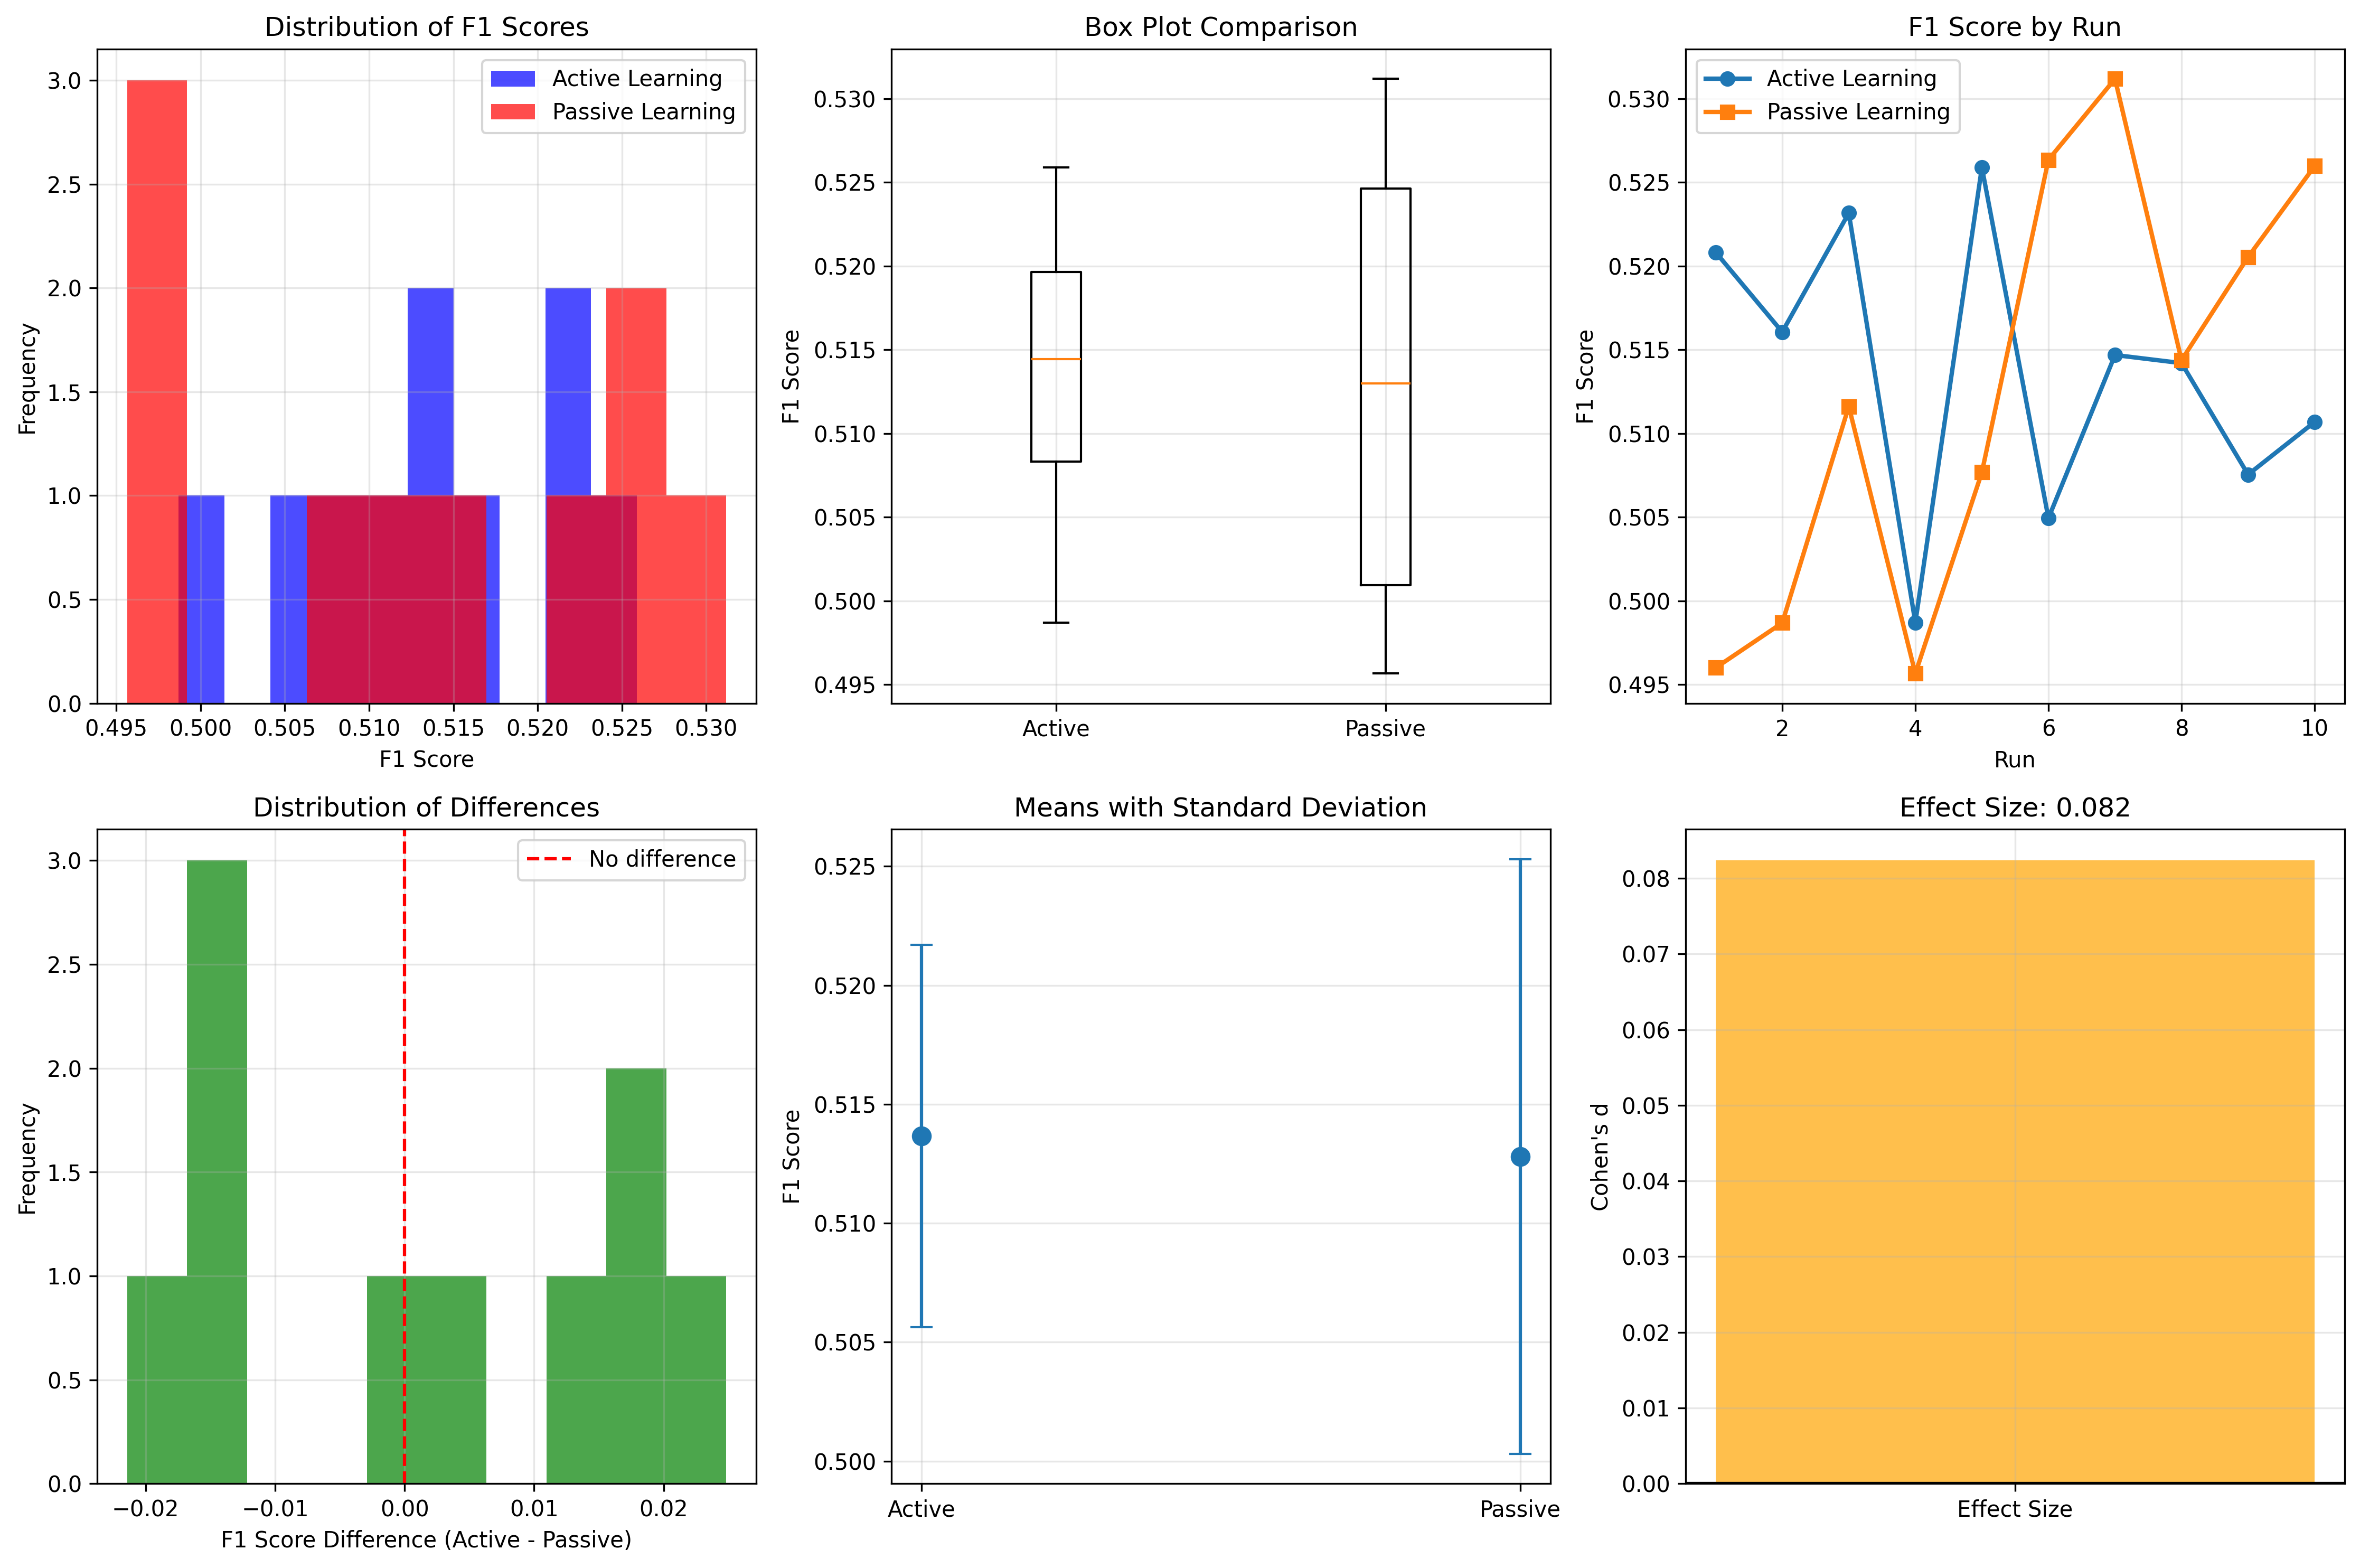 Distribution of F1 Scores
3.0
2.5
2.0
1.5
1.0
0.5
0.0
Frequency
Active Learning
Passive Learning
0.495 0.500 0.505 0.510 0.515 0.520 0.525 0.530
F1 Score
Box Plot Comparison
0.530
0.525
0.520
0.515
0.510
0.505
0.500
0.495
F1 Score
Active Passive
F1 Score by Run
Active Learning
Passive Learning
0.530
0.525
0.520
0.515
0.510
0.505
0.500
0.495
F1 Score
2 4 6 8 10
Run
Distribution of Differences
No difference
3.0
2.5
2.0
1.5
1.0
0.5
0.0
Frequency
−0.02 −0.01 0.00 0.01 0.02
F1 Score Difference (Active - Passive)
Means with Standard Deviation
0.525
0.520
0.515
0.510
0.505
0.500
F1 Score
Active Passive
Effect Size: 0.082
0.08
0.07
0.06
0.05
0.04
0.03
0.02
0.01
0.00
Cohen's d
Effect Size